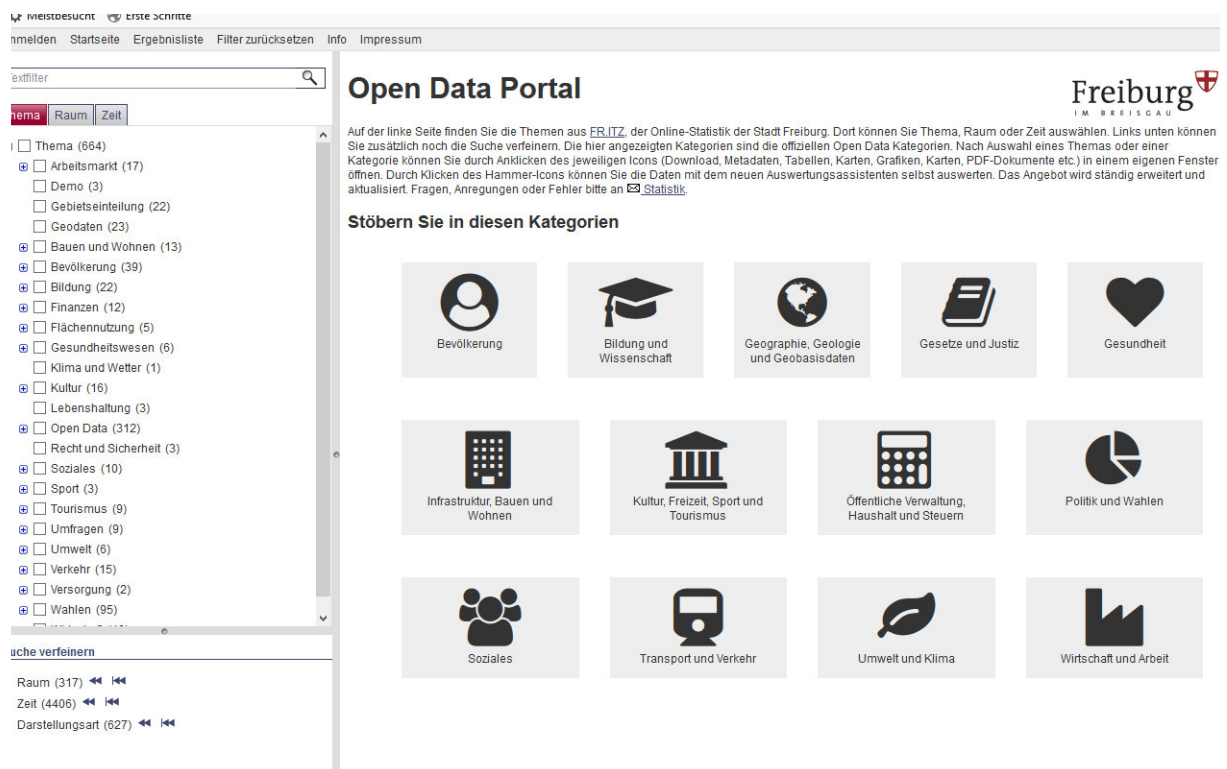 Meistbesucht Erste Schritte
Startseite Ergebnisliste Filter zurücksetzen Info Impressum
Open Data Portal
Freiburg
IM BREISGAU
Auf der linke Seite finden Sie die Themen aus FR.ITZ, der Online-Statistik der Stadt Freiburg. Dort können Sie Thema, Raum oder Zeit auswählen. Links unten können
Sie zusätzlich noch die Suche verfeinern. Die hier angezeigten Kategorien sind die offiziellen Open Data Kategorien. Nach Auswahl eines Themas oder einer
Kategorie können Sie durch Anklicken des jeweiligen Icons (Download, Metadaten, Tabellen, Karten, Grafiken, Karten, PDF-Dokumente etc.) in einem eigenen Fenster
öffnen. Durch Klicken des Hammer-Icons können Sie die Daten mit dem neuen Auswertungsassistenten selbst auswerten. Das Angebot wird ständig erweitert und
aktualisiert. Fragen, Anregungen oder Fehler bitte an Statistik.
Stöbern Sie in diesen Kategorien
Raum Zeit
Thema (664)
Arbeitsmarkt (17)
Demo (3)
Gebietseinteilung (22)
Geodaten (23)
Bauen und Wohnen (13)
Bevölkerung (39)
Bildung (22)
Finanzen (12)
Flächennutzung (5)
Gesundheitswesen (6)
Klima und Wetter (1)
Kultur (16)
Lebenshaltung (3)
Open Data (312)
Recht und Sicherheit (3)
Soziales (10)
Sport (3)
Tourismus (9)
Umfragen (9)
Umwelt (6)
Verkehr (15)
Versorgung (2)
Wahlen (95)
verfeinern
Raum (317)
Zeit (4406)
Darstellungsart (627)
Bevölkerung
Bildung und
Wissenschaft
Geographie, Geologie
und Geobasisdaten
Gesetze und Justiz
Gesundheit
Infrastruktur, Bauen und
Wohnen
Kultur, Freizeit, Sport und
Tourismus
Öffentliche Verwaltung,
Haushalt und Steuern
Politik und Wahlen
Soziales
Transport und Verkehr
Umwelt und Klima
Wirtschaft und Arbeit